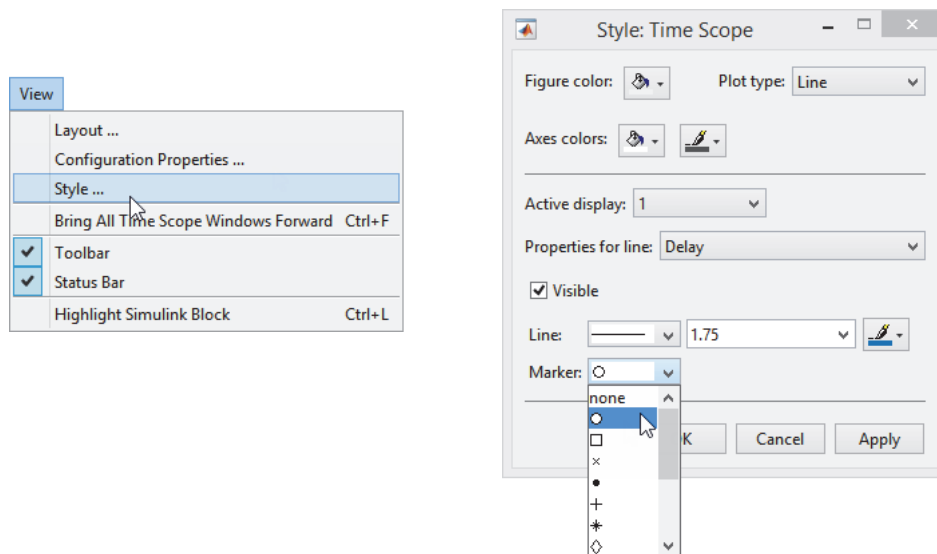 View
Layout ...
Configuration Properties ...
Style ...
Bring All Time Scope Windows Forward Ctrl+F
Toolbar
Status Bar
Highlight Simulink Block Ctrl+L
Style: Time Scope
Figure color: Plot type: Line
Axes colors:
Active display: 1
Properties for line: Delay
Visible
Line: 1.75
Marker:
none
K Cancel Apply